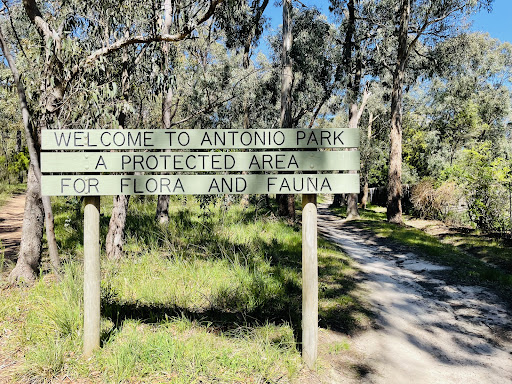 WELCOME TO ANTONIO PARK
A PROTECTED AREA
FOR FLORA AND FAUNA